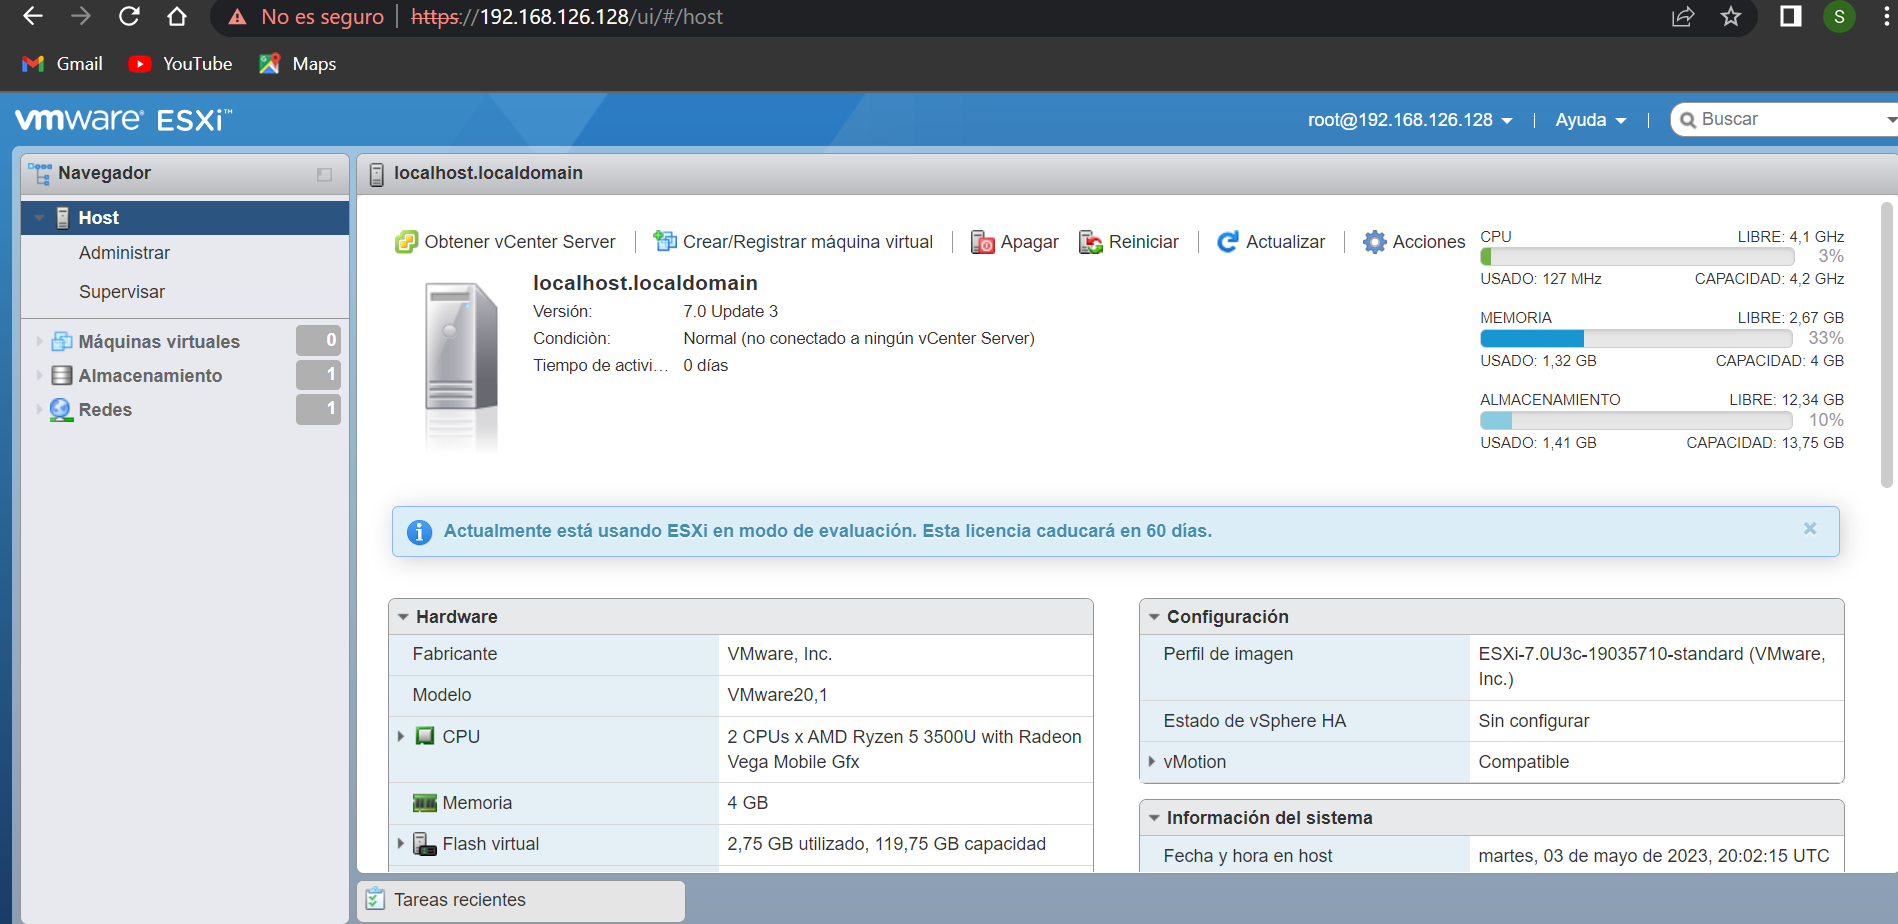 No es seguro | https://192.168.126.128/ui/#/host
S
Gmail YouTube Maps
vmware® ESXi™
root@192.168.126.128 | Ayuda | Buscar
Navegador
localhost.localdomain
Host
Administrar
Supervisar
Máquinas virtuales 0
Almacenamiento 1
Redes 1
Obtener vCenter Server | Crear/Registrar máquina virtual | Apagar Reiniciar | Actualizar | Acciones
localhost.localdomain
Versión: 7.0 Update 3
Condiciòn: Normal (no conectado a ningún vCenter Server)
Tiempo de activi… 0 días
CPU LIBRE: 4,1 GHz
3%
USADO: 127 MHz CAPACIDAD: 4,2 GHz
MEMORIA LIBRE: 2,67 GB
33%
USADO: 1,32 GB CAPACIDAD: 4 GB
ALMACENAMIENTO LIBRE: 12,34 GB
10%
USADO: 1,41 GB CAPACIDAD: 13,75 GB
Actualmente está usando ESXi en modo de evaluación. Esta licencia caducará en 60 días.
Hardware
Fabricante VMware, Inc.
Modelo VMware20,1
CPU 2 CPUs x AMD Ryzen 5 3500U with Radeon
Vega Mobile Gfx
Memoria 4 GB
Flash virtual 2,75 GB utilizado, 119,75 GB capacidad
Configuración
Perfil de imagen ESXi-7.0U3c-19035710-standard (VMware,
Inc.)
Estado de vSphere HA Sin configurar
vMotion Compatible
Información del sistema
Fecha y hora en host martes, 03 de mayo de 2023, 20:02:15 UTC
Tareas recientes